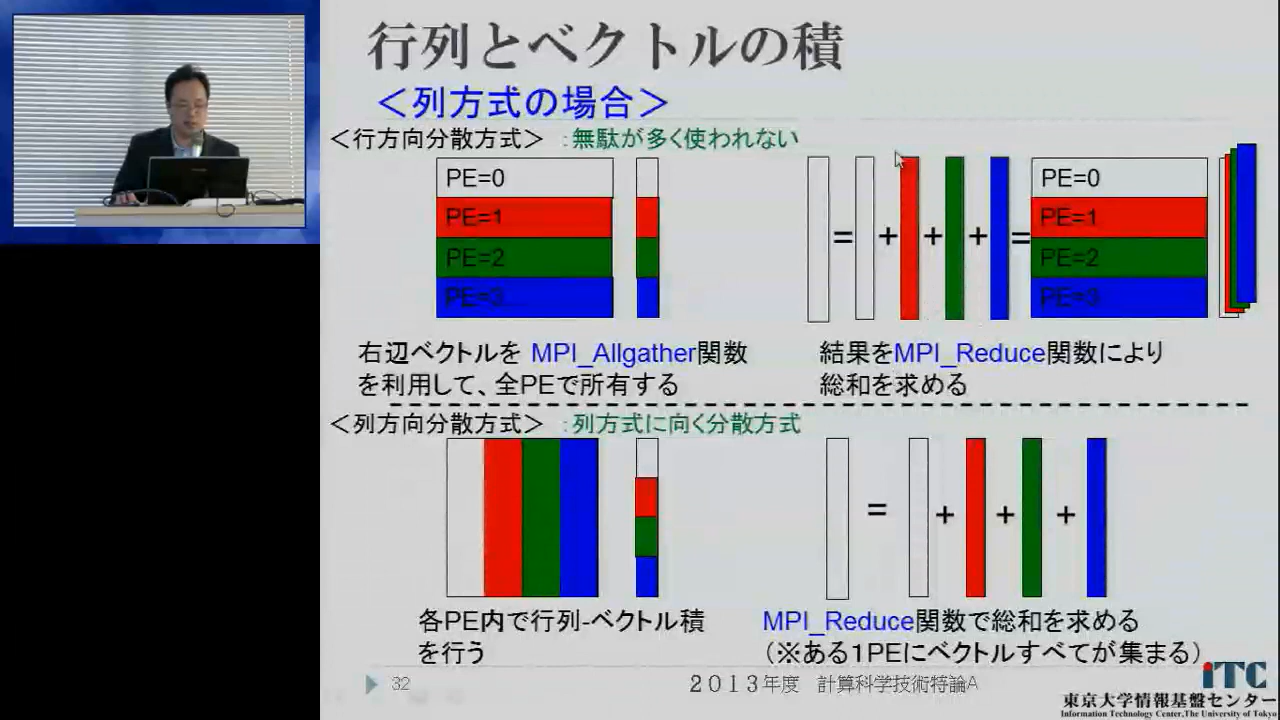 行列とベクトルの積
＜列方式の場合＞
＜行方向分散方式＞ ：無駄が多く使われない
PE=0
PE=1
PE=2
PE=3
= + + + =
PE=0
PE=1
PE=2
PE=3
右辺ベクトルを MPI_Allgather関数
を利用して、全PEで所有する
結果をMPI_Reduce関数により
総和を求める
＜列方向分散方式＞ ：列方式に向く分散方式
= + + +
各PE内で行列-ベクトル積
を行う
MPI_Reduce関数で総和を求める
（※ある１PEにベクトルすべてが集まる）
32
２０１３年度 計算科学技術特論A
iTC
東京大学情報基盤センター
Information Technology Center,The University of Tokyo